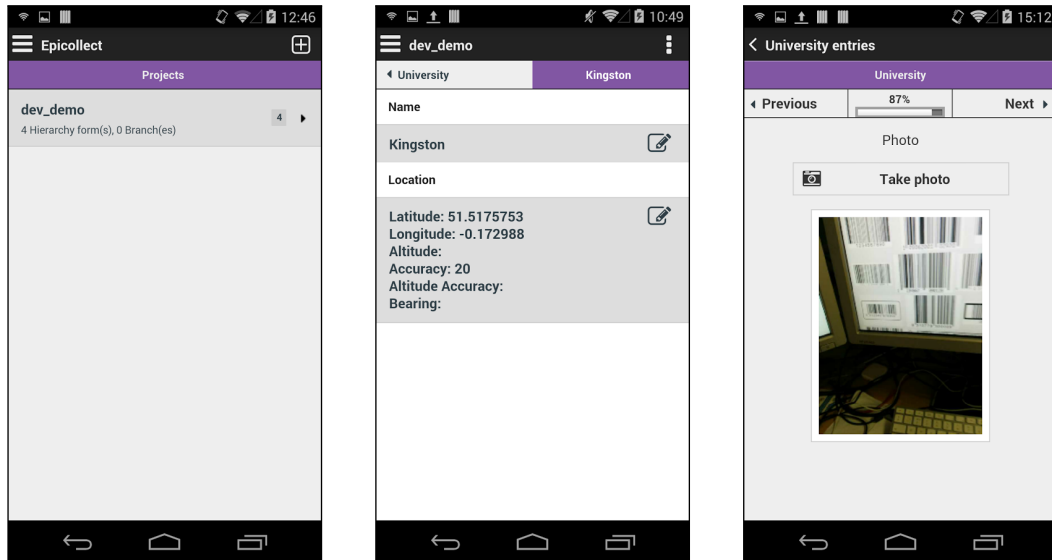 12:46
Epicollect
Projects
dev_demo
4 Hierarchy form(s), 0 Branch(es)
4
10:49
dev_demo
University
Kingston
Name
Kingston
Location
Latitude: 51.5175753
Longitude: -0.172988
Altitude:
Accuracy: 20
Altitude Accuracy:
Bearing:
15:12
University entries
University
Previous
87%
Next
Photo
Take photo